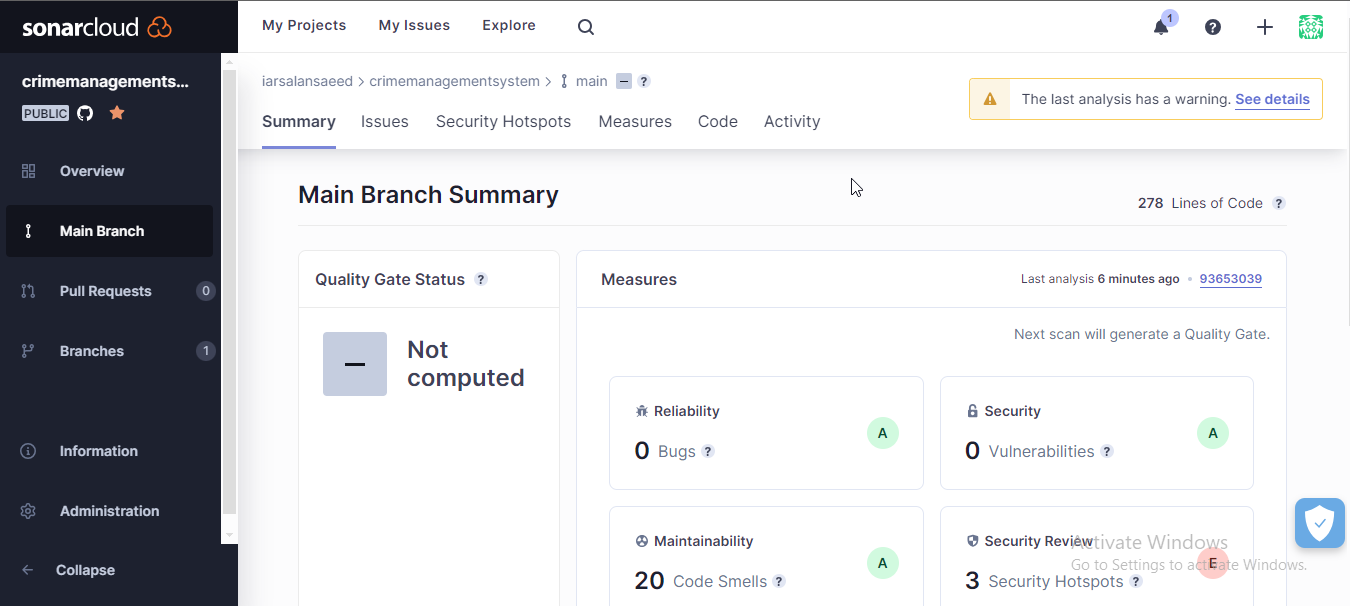 sonarcloud
My Projects My Issues Explore
1
?
crimemanagements...
PUBLIC
Overview
Main Branch
Pull Requests 0
Branches 1
Information
Administration
Collapse
iarsalansaeed > crimemanagementsystem > main – ?
The last analysis has a warning. See details
Summary Issues Security Hotspots Measures Code Activity
Main Branch Summary
278 Lines of Code ?
Quality Gate Status ?
– Not
computed
Measures
Last analysis 6 minutes ago • 93653039
Next scan will generate a Quality Gate.
Reliability
0 Bugs ?
A
Security
0 Vulnerabilities ?
A
Maintainability
20 Code Smells ?
A
Security Review
3 Security Hotspots ?
E
Activate Windows
Go to Settings to activate Windows.